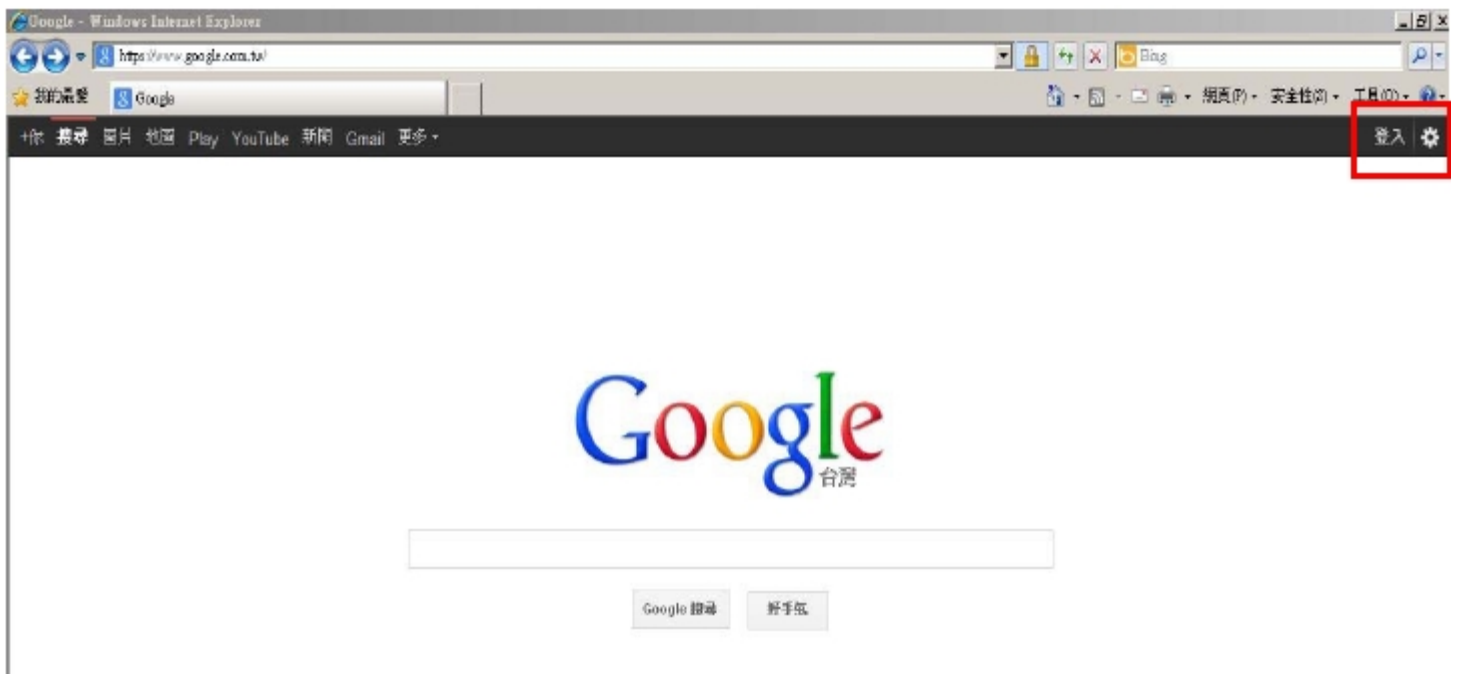 Google - Windows Internet Explorer
https://www.google.com.tw/
Bing
我的最愛 Google 網頁(P) 安全性(S) 工具(O)
+你 搜尋 圖片 地圖 Play YouTube 新聞 Gmail 更多 登入
Google
台灣
Google 搜尋 好手氣